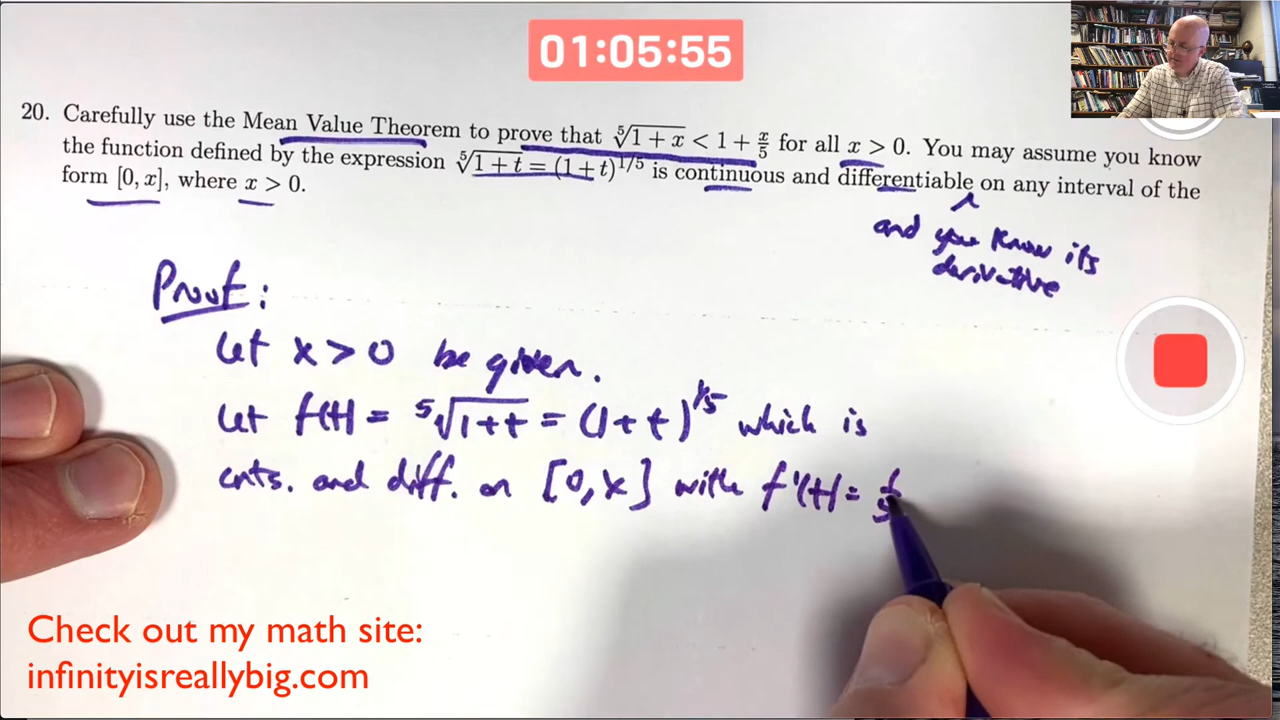 01:05:55
20. Carefully use the Mean Value Theorem to prove that ⁵√1 + x < 1 + x/5 for all x > 0. You may assume you know
the function defined by the expression ⁵√1 + t = (1 + t)^1/5 is continuous and differentiable on any interval of the
form [0, x], where x > 0.
and you know its
derivative
Proof:
Let x > 0 be given.
Let f(t) = ⁵√1+t = (1+t)^1/5 which is
cnts. and diff. on [0,x] with f'(t) = 1/5
Check out my math site:
infinityisreallybig.com